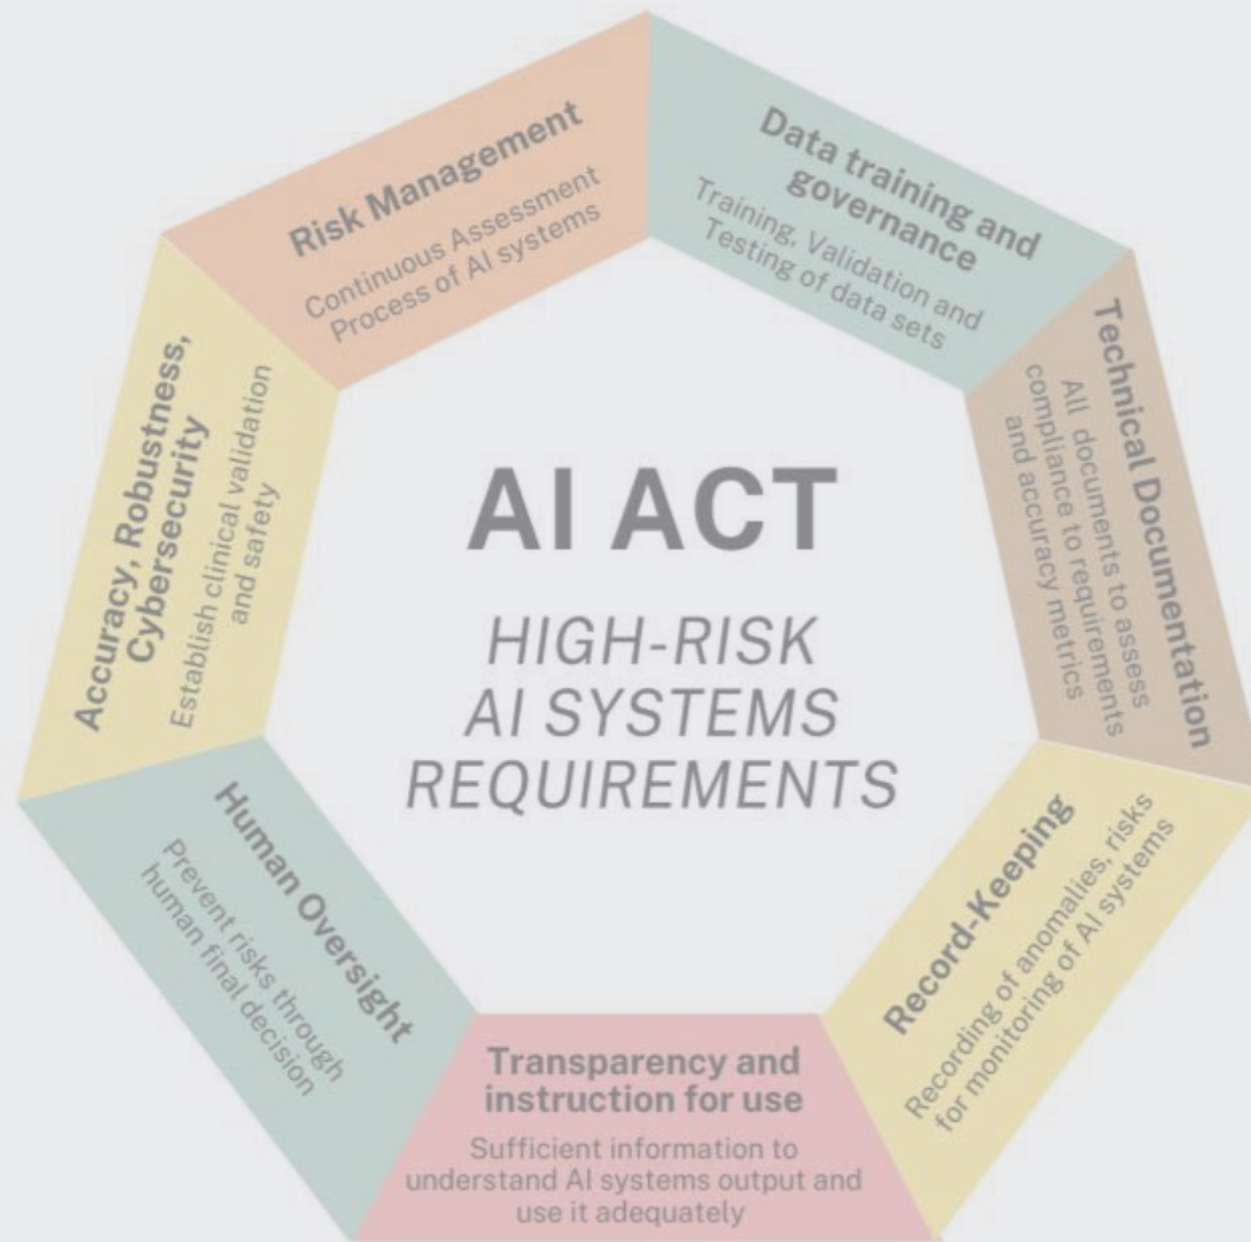 Risk Management
Continuous Assessment
Process of AI systems
Data training and
governance
Training, Validation and
Testing of data sets
Technical Documentation
All documents to assess
compliance to requirements
and accuracy metrics
Record-Keeping
Recording of anomalies, risks
for monitoring of AI systems
Transparency and
instruction for use
Sufficient information to
understand AI systems output and
use it adequately
Human Oversight
Prevent risks through
human final decision
Accuracy, Robustness,
Cybersecurity
Establish clinical validation
and safety
AI ACT
HIGH-RISK
AI SYSTEMS
REQUIREMENTS